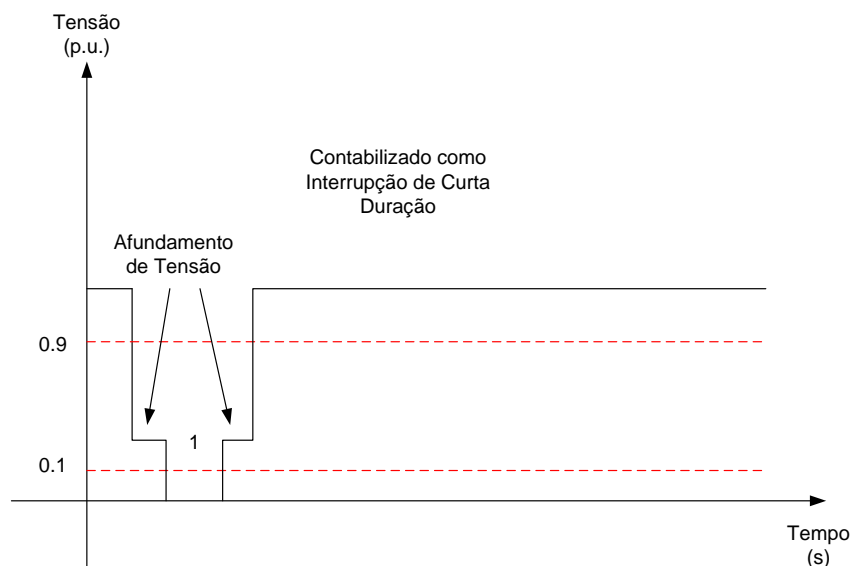 Tensão
(p.u.)
Contabilizado como
Interrupção de Curta
Duração
Afundamento
de Tensão
0.9
1
0.1
Tempo
(s)